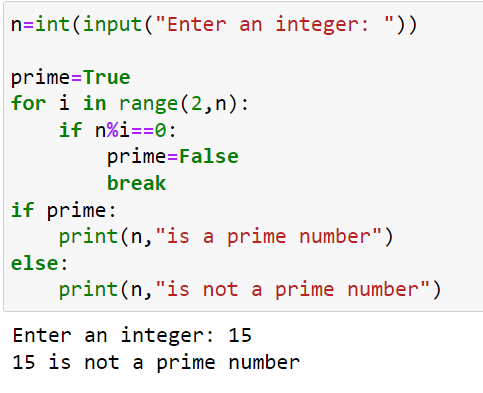 n=int(input("Enter an integer: "))

prime=True
for i in range(2,n):
    if n%i==0:
        prime=False
        break
if prime:
    print(n,"is a prime number")
else:
    print(n,"is not a prime number")
Enter an integer: 15
15 is not a prime number